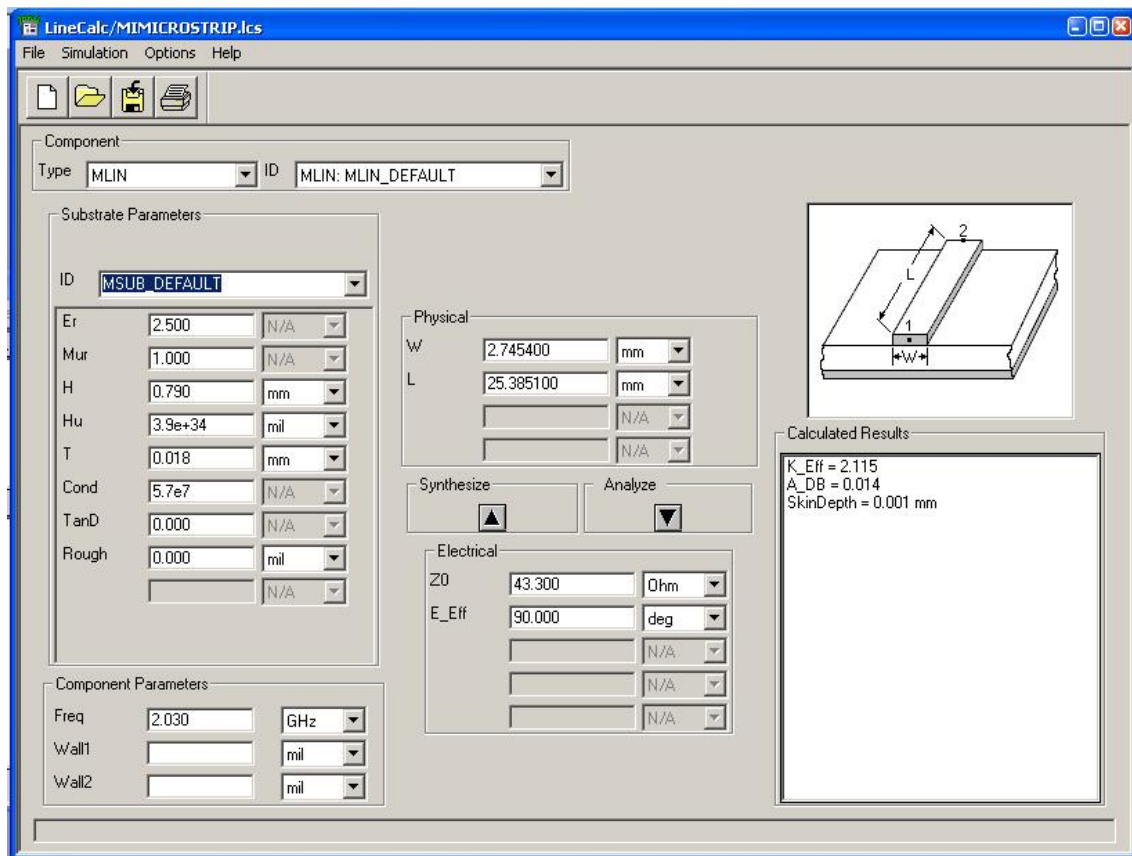 LineCalc/MIMICROSTRIP.lcs
File Simulation Options Help
Component
Type MLIN ID MLIN: MLIN_DEFAULT
Substrate Parameters
ID MSUB_DEFAULT
Er 2.500 N/A
Mur 1.000 N/A
H 0.790 mm
Hu 3.9e+34 mil
T 0.018 mm
Cond 5.7e7 N/A
TanD 0.000 N/A
Rough 0.000 mil
N/A
Component Parameters
Freq 2.030 GHz
Wall1 mil
Wall2 mil
Physical
W 2.745400 mm
L 25.385100 mm
N/A
N/A
Synthesize Analyze
Electrical
Z0 43.300 Ohm
E_Eff 90.000 deg
N/A
N/A
N/A
2
L
1
W
Calculated Results
K_Eff = 2.115
A_DB = 0.014
SkinDepth = 0.001 mm